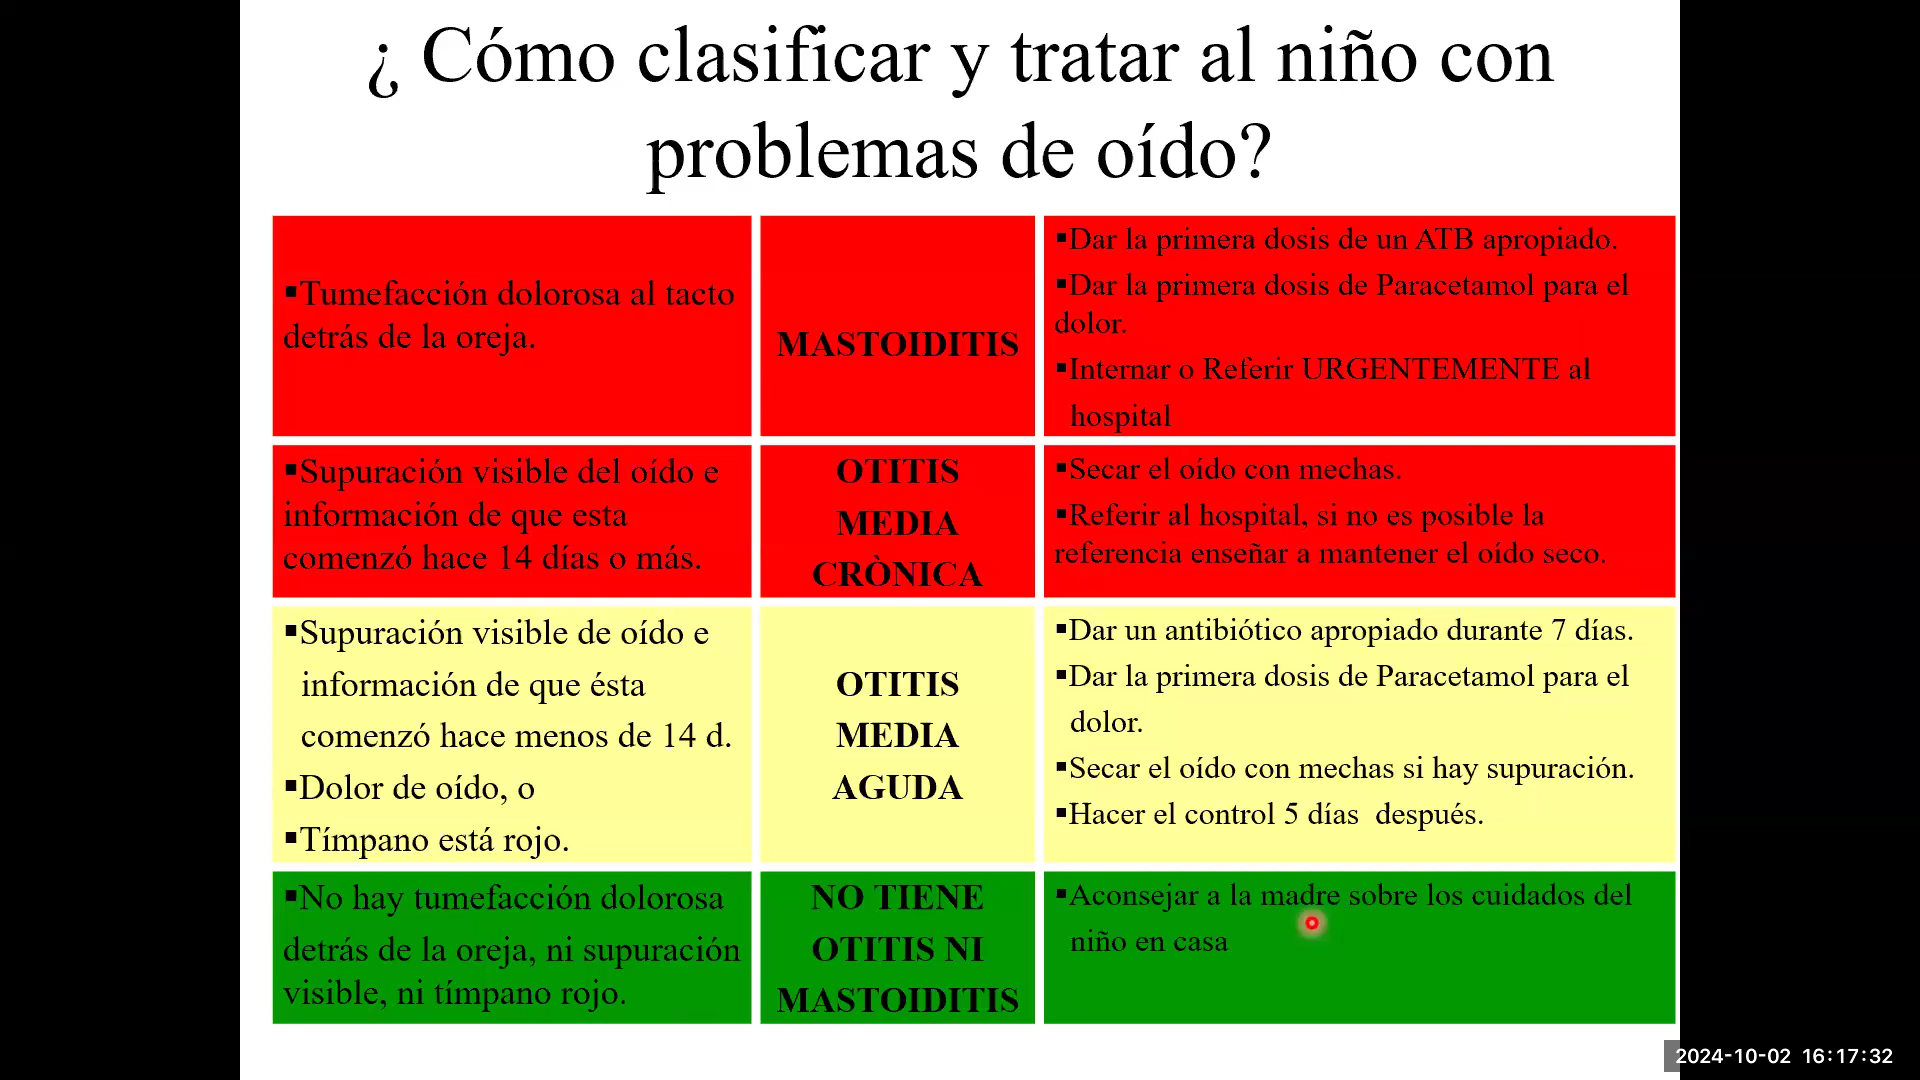 ¿ Cómo clasificar y tratar al niño con
problemas de oído?
▪Tumefacción dolorosa al tacto
detrás de la oreja.
MASTOIDITIS
▪Dar la primera dosis de un ATB apropiado.
▪Dar la primera dosis de Paracetamol para el
dolor.
▪Internar o Referir URGENTEMENTE al
hospital
▪Supuración visible del oído e
información de que esta
comenzó hace 14 días o más.
OTITIS
MEDIA
CRÒNICA
▪Secar el oído con mechas.
▪Referir al hospital, si no es posible la
referencia enseñar a mantener el oído seco.
▪Supuración visible de oído e
información de que ésta
comenzó hace menos de 14 d.
▪Dolor de oído, o
▪Tímpano está rojo.
OTITIS
MEDIA
AGUDA
▪Dar un antibiótico apropiado durante 7 días.
▪Dar la primera dosis de Paracetamol para el
dolor.
▪Secar el oído con mechas si hay supuración.
▪Hacer el control 5 días  después.
▪No hay tumefacción dolorosa
detrás de la oreja, ni supuración
visible, ni tímpano rojo.
NO TIENE
OTITIS NI
MASTOIDITIS
▪Aconsejar a la madre sobre los cuidados del
niño en casa
2024-10-02 16:17:32